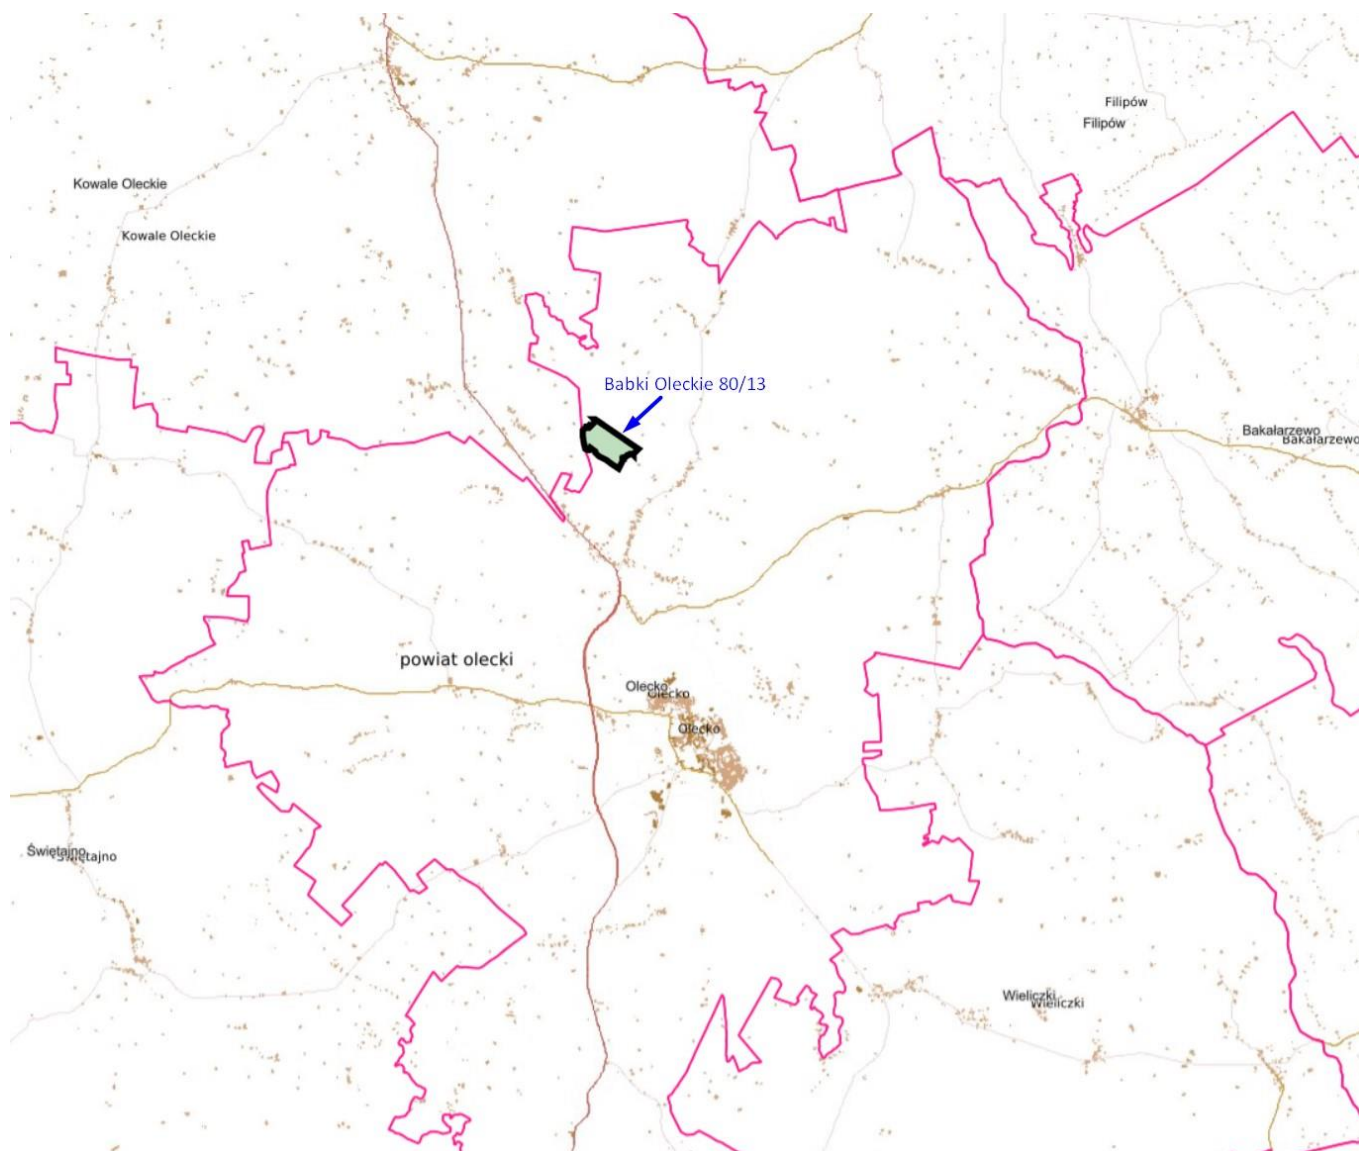 Filipów
Filipów
Kowale Oleckie
Kowale Oleckie
Babki Oleckie 80/13
Bakałarzewo
Bakałarzewo
powiat olecki
Olecko
Olecko
Olecko
Świętajno
Świętajno
Wieliczki
Wieliczki